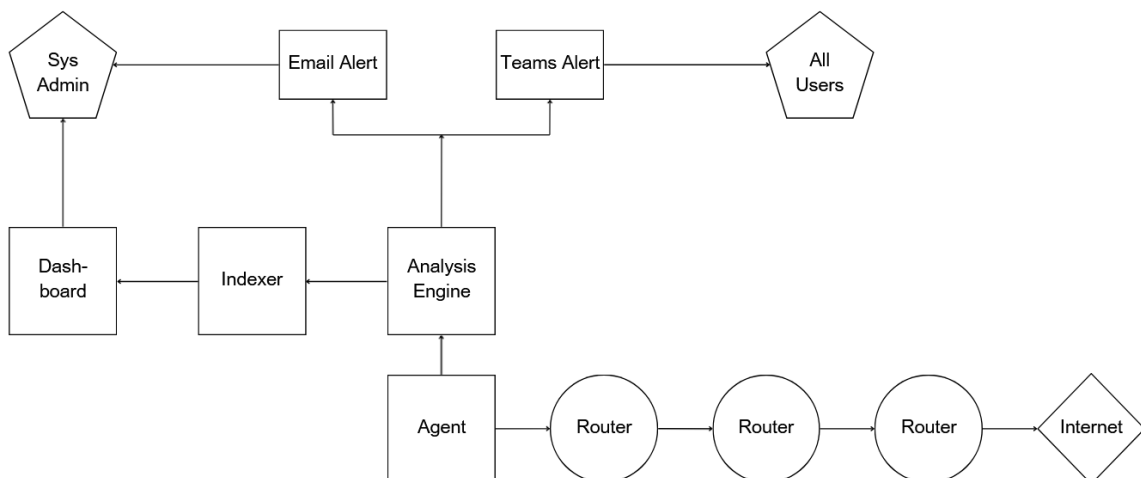 Sys
Admin
Email Alert
Teams Alert
All
Users
Dash-
board
Indexer
Analysis
Engine
Agent
Router
Router
Router
Internet